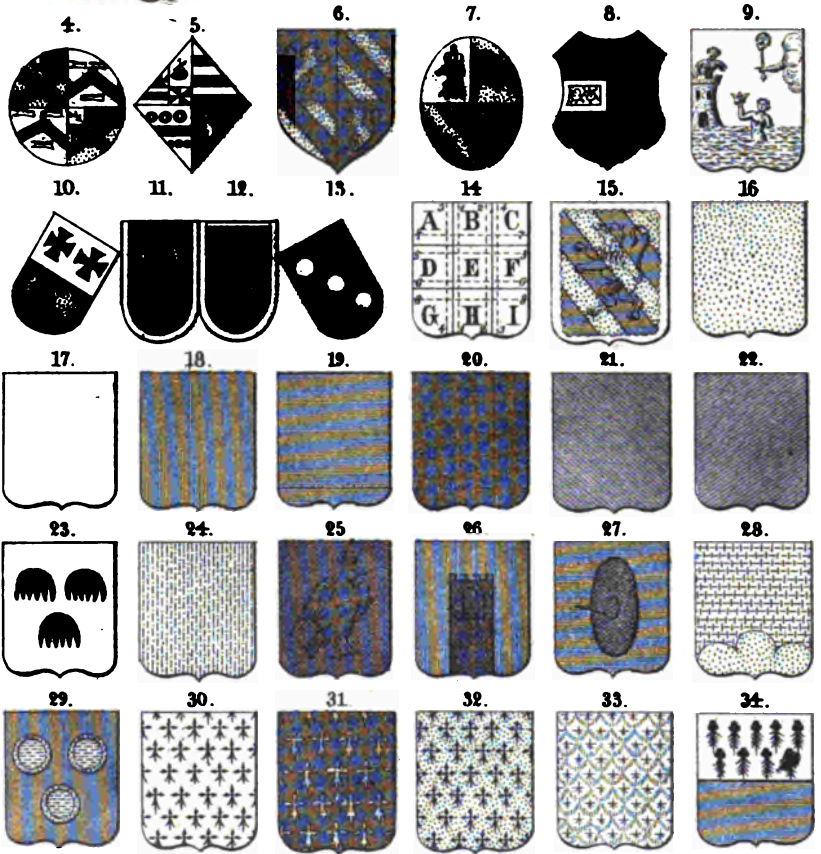 4. 5. 6. 7. 8. 9.
10. 11. 12. 13. 14 15. 16
A B C
D E F
G H I
17. 18. 19. 20. 21. 22.
23. 24. 25 26 27. 28.
29. 30. 31 32. 33. 34.